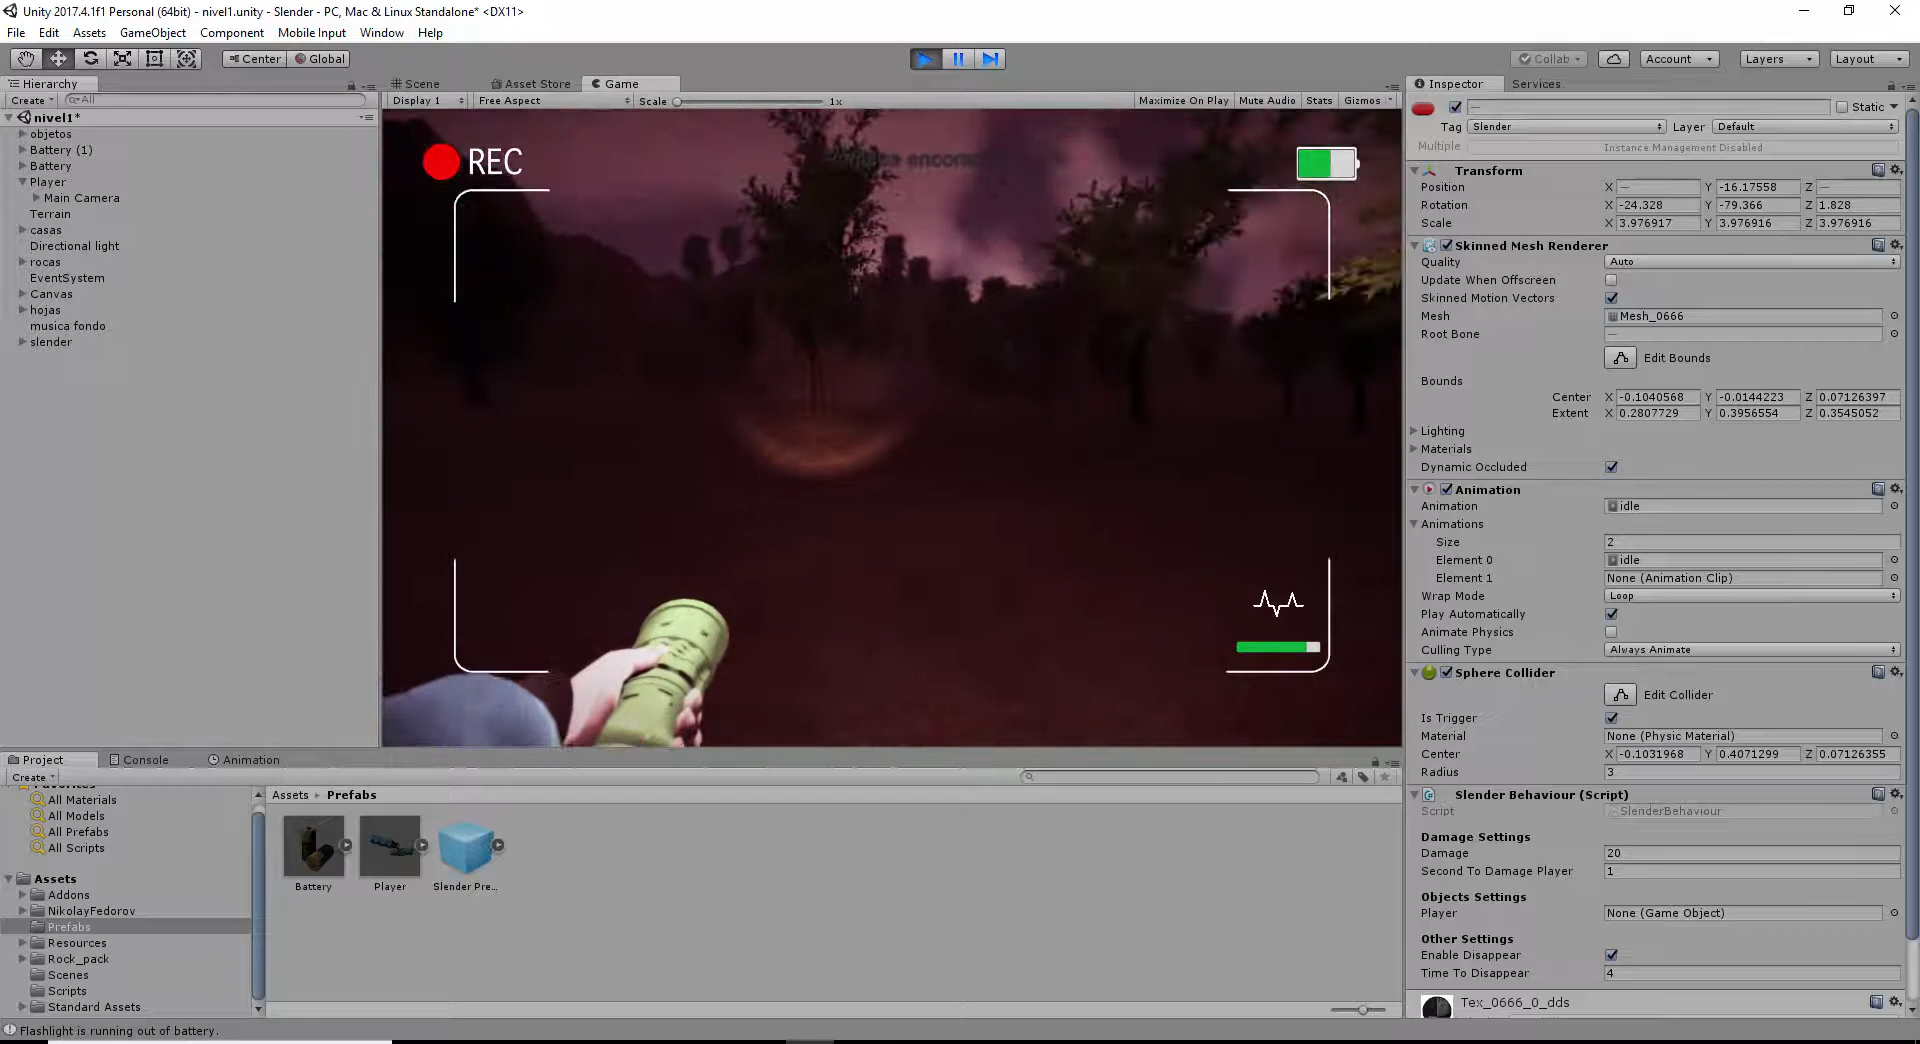 Unity 2017.4.1f1 Personal (64bit) - nivel1.unity - Slender - PC, Mac & Linux Standalone* <DX11>
File Edit Assets GameObject Component Mobile Input Window Help
Center Global Collab Account Layers Layout
Hierarchy
Create All
nivel1*
objetos
Battery (1)
Battery
Player
Main Camera
Terrain
casas
Directional light
rocas
EventSystem
Canvas
hojas
musica fondo
slender
Scene Asset Store Game
Display 1 Free Aspect Scale 1x Maximize On Play Mute Audio Stats Gizmos
REC
Inspector Services
Static
Tag Slender Layer Default
Multiple Instance Management Disabled
Transform
Position X — Y -16.17558 Z —
Rotation X -24.328 Y -79.366 Z 1.828
Scale X 3.976917 Y 3.976916 Z 3.976916
Skinned Mesh Renderer
Quality Auto
Update When Offscreen
Skinned Motion Vectors
Mesh Mesh_0666
Root Bone —
Edit Bounds
Bounds
Center X -0.1040568 Y -0.0144223 Z 0.07126397
Extent X 0.2807729 Y 0.3956554 Z 0.3545052
Lighting
Materials
Dynamic Occluded
Animation
Animation idle
Animations
Size 2
Element 0 idle
Element 1 None (Animation Clip)
Wrap Mode Loop
Play Automatically
Animate Physics
Culling Type Always Animate
Sphere Collider
Edit Collider
Is Trigger
Material None (Physic Material)
Center X -0.1031968 Y 0.4071299 Z 0.07126355
Radius 3
Slender Behaviour (Script)
Script SlenderBehaviour
Damage Settings
Damage 20
Second To Damage Player 1
Objects Settings
Player None (Game Object)
Other Settings
Enable Disappear
Time To Disappear 4
Tex_0666_0_dds
Project Console Animation
Create
Favorites
All Materials
All Models
All Prefabs
All Scripts
Assets
Addons
NikolayFedorov
Prefabs
Resources
Rock_pack
Scenes
Scripts
Standard Assets
Assets Prefabs
Battery Player Slender Pre...
Flashlight is running out of battery.